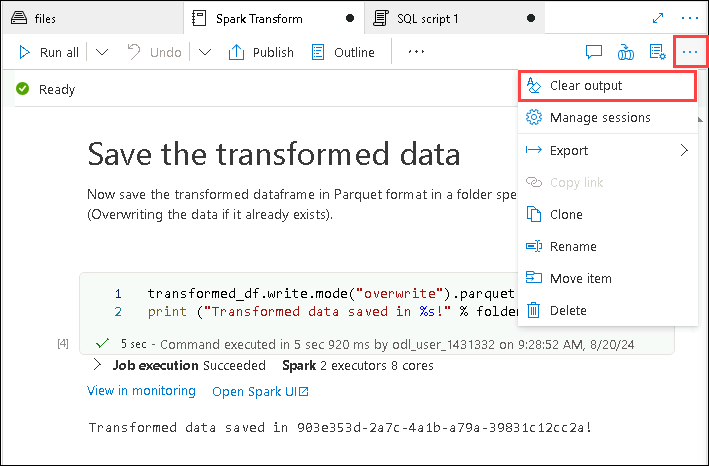 files
Spark Transform
SQL script 1
Run all
Undo
Publish
Outline
Ready
Clear output
Manage sessions
Export
Copy link
Clone
Rename
Move item
Delete
Save the transformed data
Now save the transformed dataframe in Parquet format in a folder spe
(Overwriting the data if it already exists).
1 transformed_df.write.mode("overwrite").parquet
2 print ("Transformed data saved in %s!" % folde
[4] 5 sec - Command executed in 5 sec 920 ms by odl_user_1431332 on 9:28:52 AM, 8/20/24
Job execution Succeeded Spark 2 executors 8 cores
View in monitoring Open Spark UI
Transformed data saved in 903e353d-2a7c-4a1b-a79a-39831c12cc2a!